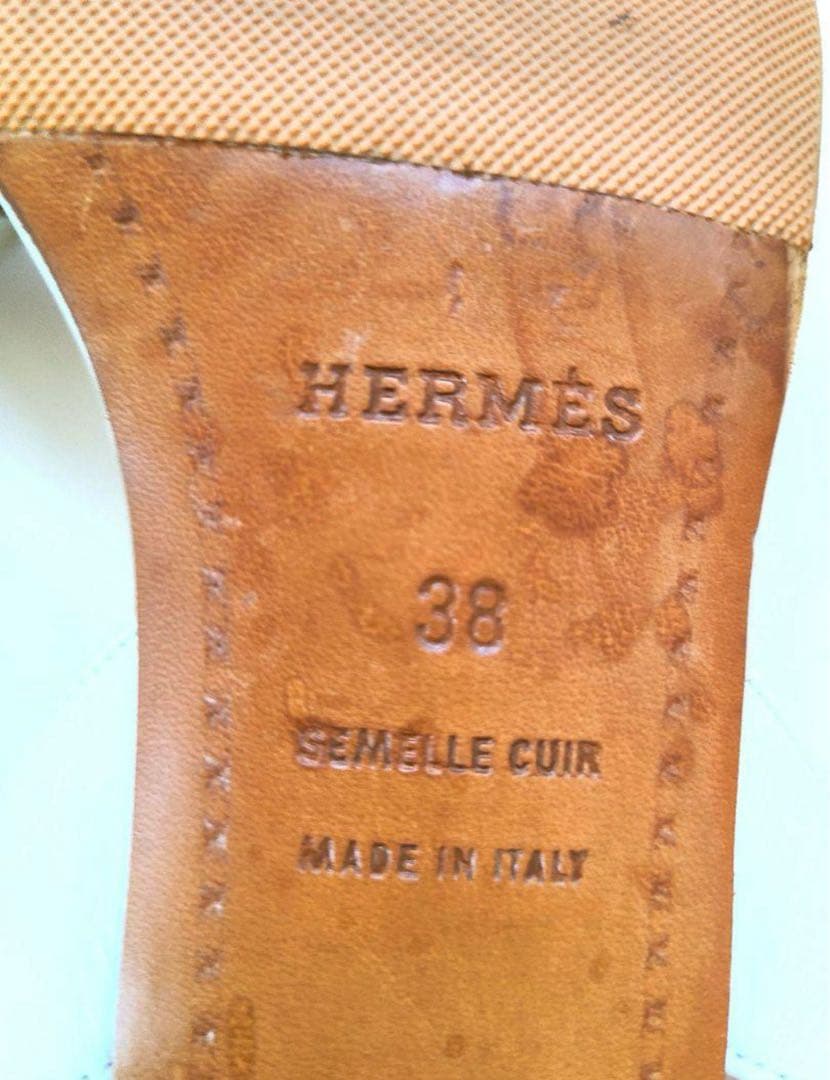 HERMÈS
38
SEMELLE CUIR
MADE IN ITALY